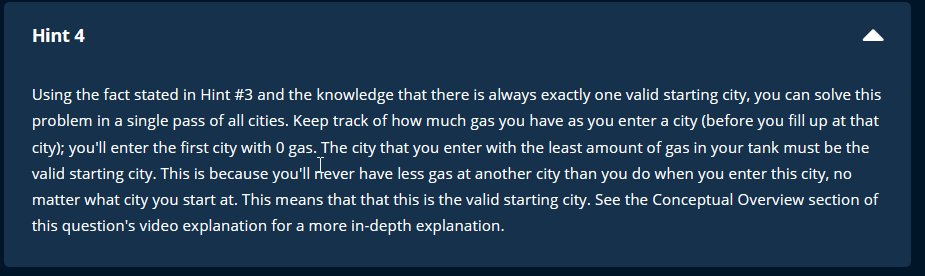 Hint 4
Using the fact stated in Hint #3 and the knowledge that there is always exactly one valid starting city, you can solve this
problem in a single pass of all cities. Keep track of how much gas you have as you enter a city (before you fill up at that
city); you'll enter the first city with 0 gas. The city that you enter with the least amount of gas in your tank must be the
valid starting city. This is because you'll never have less gas at another city than you do when you enter this city, no
matter what city you start at. This means that that this is the valid starting city. See the Conceptual Overview section of
this question's video explanation for a more in-depth explanation.